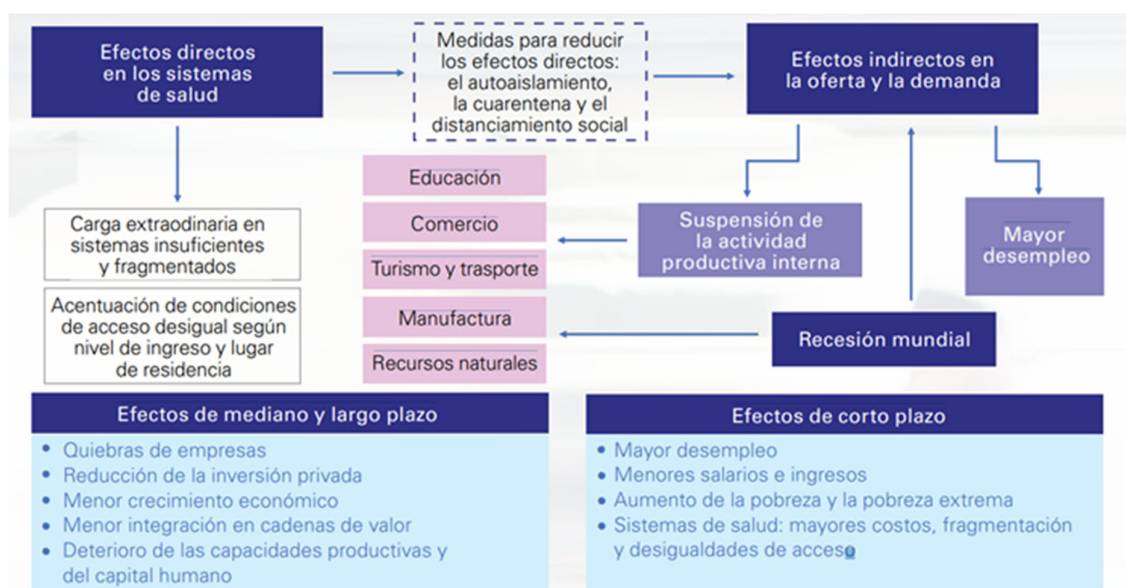 Efectos directos
en los sistemas
de salud
Medidas para reducir
los efectos directos:
el autoaislamiento,
la cuarentena y el
distanciamiento social
Efectos indirectos en
la oferta y la demanda
Carga extraodinaria en
sistemas insuficientes
y fragmentados
Acentuación de condiciones
de acceso desigual según
nivel de ingreso y lugar
de residencia
Educación
Comercio
Turismo y trasporte
Manufactura
Recursos naturales
Suspensión de
la actividad
productiva interna
Mayor
desempleo
Recesión mundial
Efectos de mediano y largo plazo
• Quiebras de empresas
• Reducción de la inversión privada
• Menor crecimiento económico
• Menor integración en cadenas de valor
• Deterioro de las capacidades productivas y
del capital humano
Efectos de corto plazo
• Mayor desempleo
• Menores salarios e ingresos
• Aumento de la pobreza y la pobreza extrema
• Sistemas de salud: mayores costos, fragmentación
y desigualdades de acceso